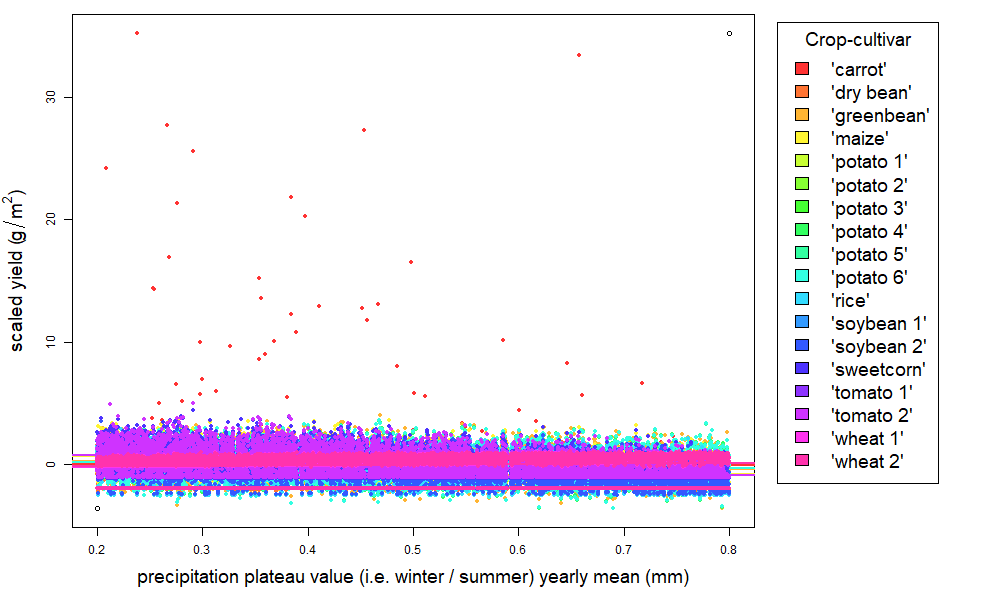 scaled yield (g/m²)
30
20
10
0
0.2 0.3 0.4 0.5 0.6 0.7 0.8
precipitation plateau value (i.e. winter / summer) yearly mean (mm)
Crop-cultivar
'carrot'
'dry bean'
'greenbean'
'maize'
'potato 1'
'potato 2'
'potato 3'
'potato 4'
'potato 5'
'potato 6'
'rice'
'soybean 1'
'soybean 2'
'sweetcorn'
'tomato 1'
'tomato 2'
'wheat 1'
'wheat 2'